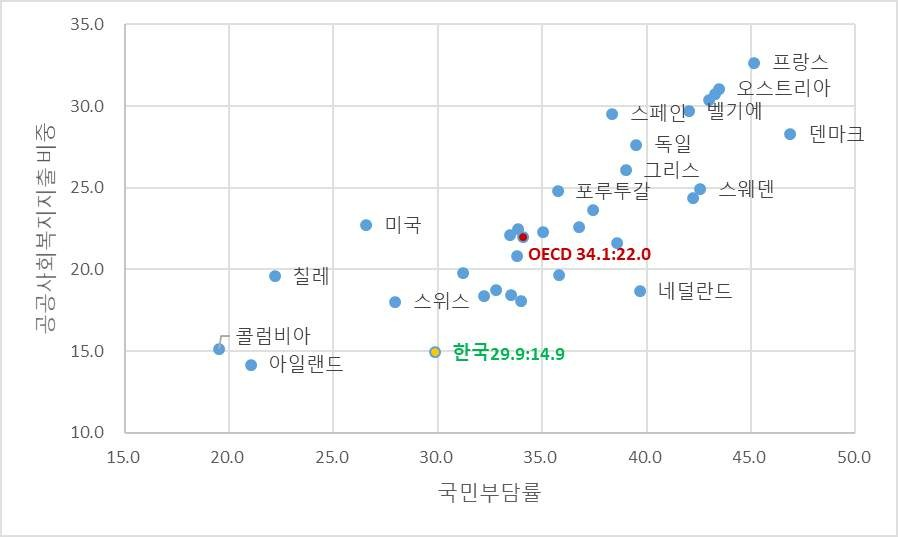 35.0
프랑스
오스트리아
30.0
스페인
벨기에
덴마크
독일
그리스
25.0
포루투갈
스웨덴
미국
OECD 34.1:22.0
20.0
칠레
네덜란드
스위스
콜럼비아
15.0
한국29.9:14.9
아일랜드
10.0
15.0 20.0 25.0 30.0 35.0 40.0 45.0 50.0
국민부담률
공공사회복지지출 비중